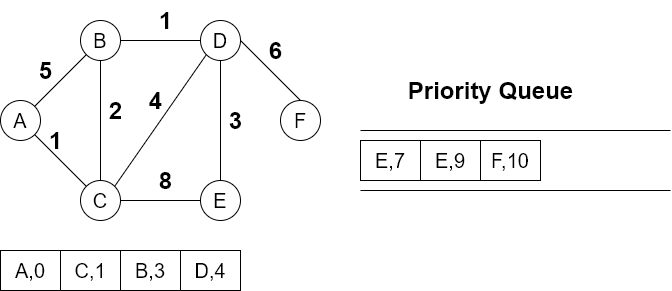 1
B
D
6
5
Priority Queue
4
A
2
3
F
1
E,7 E,9 F,10
8
C
E
A,0 C,1 B,3 D,4